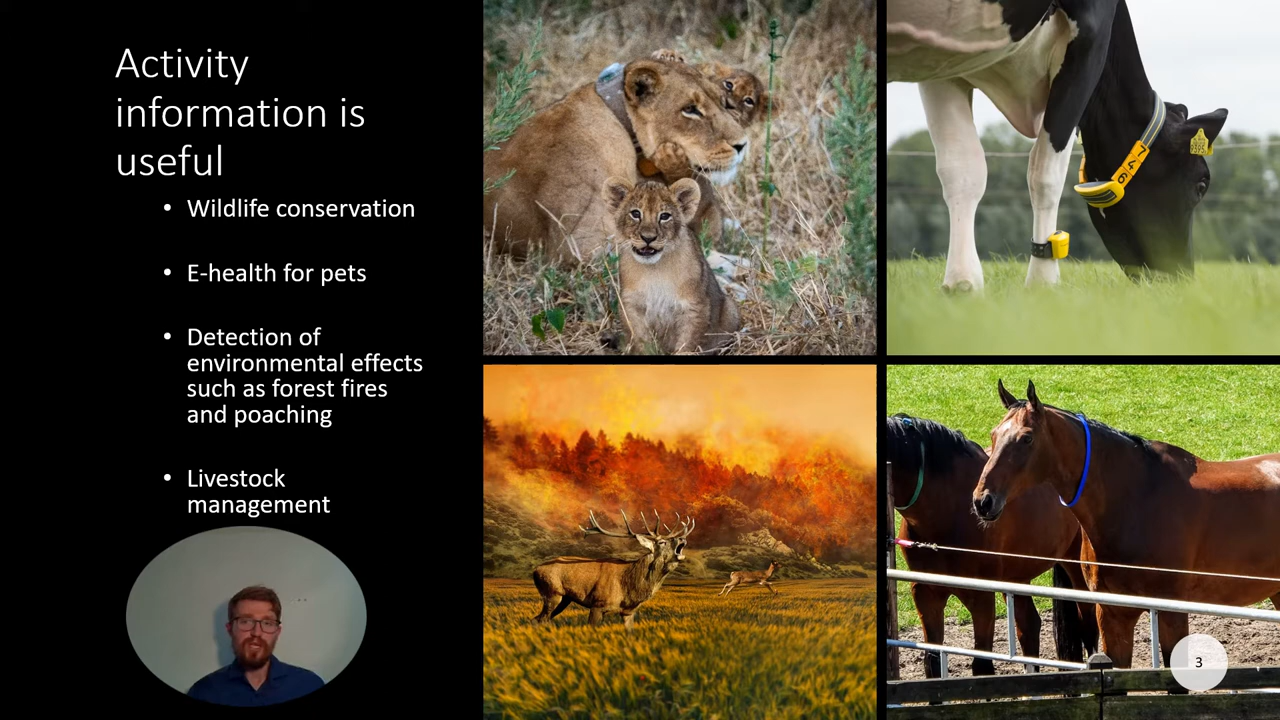 Activity
information is
useful
• Wildlife conservation
• E-health for pets
• Detection of
environmental effects
such as forest fires
and poaching
• Livestock
management
746
3